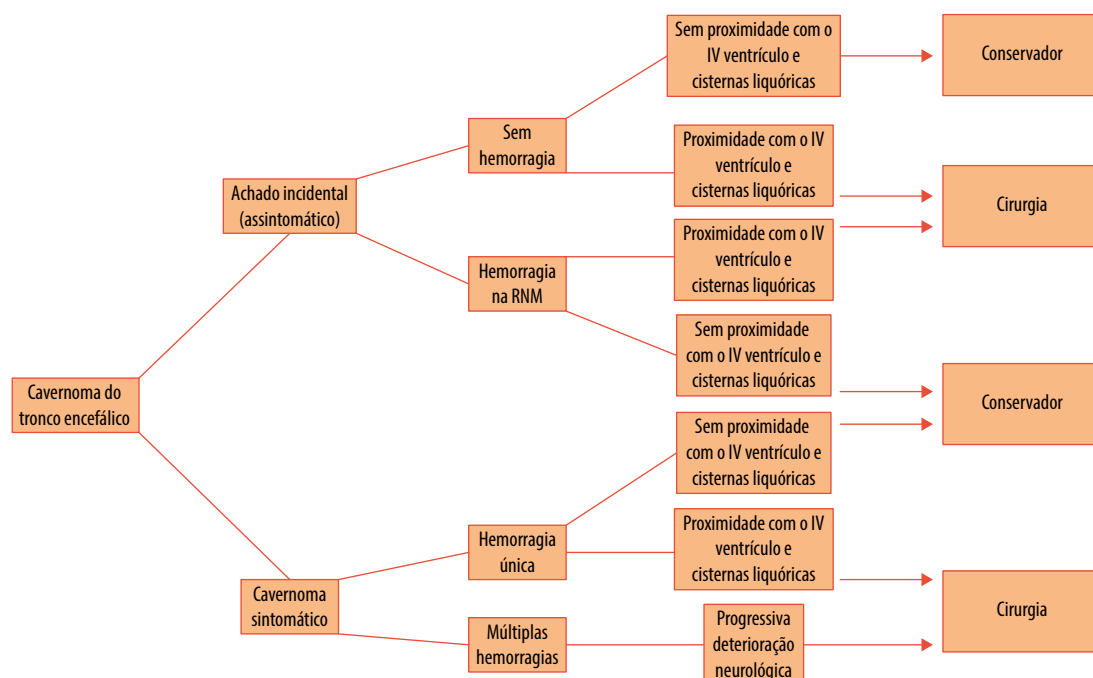 Cavernoma do
tronco encefálico
Achado incidental
(assintomático)
Sem
hemorragia
Sem proximidade com o
IV ventrículo e
cisternas liquóricas
Conservador
Proximidade com o IV
ventrículo e
cisternas liquóricas
Cirurgia
Hemorragia
na RNM
Proximidade com o IV
ventrículo e
cisternas liquóricas
Sem proximidade
com o IV ventrículo e
cisternas liquóricas
Conservador
Cavernoma
sintomático
Hemorragia
única
Sem proximidade
com o IV ventrículo e
cisternas liquóricas
Proximidade com o IV
ventrículo e
cisternas liquóricas
Cirurgia
Múltiplas
hemorragias
Progressiva
deterioração
neurológica